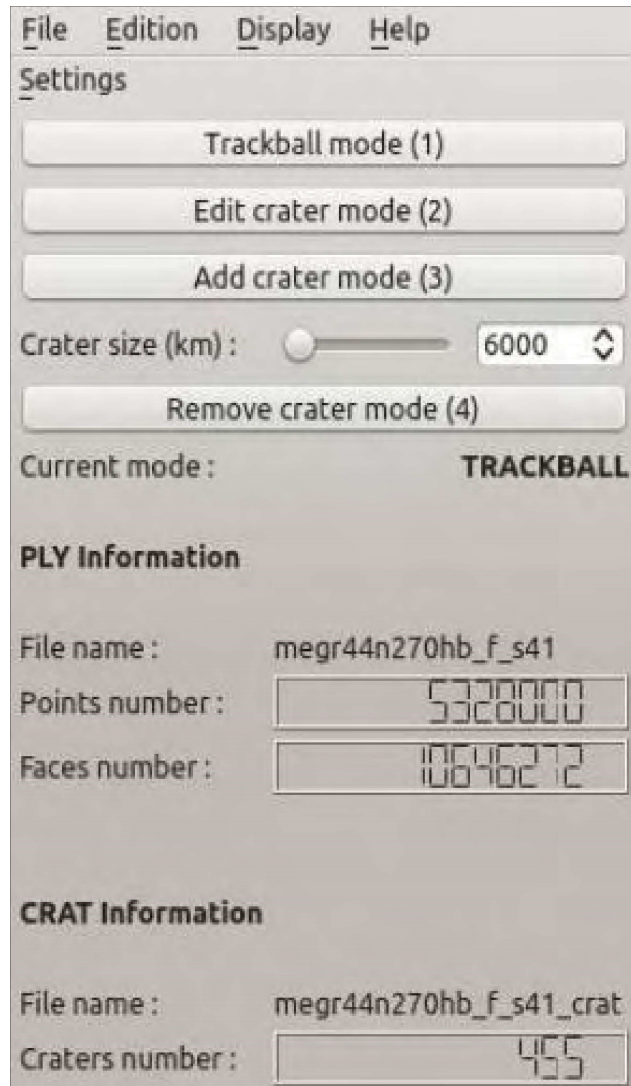 File Edition Display Help
Settings
Trackball mode (1)
Edit crater mode (2)
Add crater mode (3)
Crater size (km) : 6000
Remove crater mode (4)
Current mode : TRACKBALL
PLY Information
File name : megr44n270hb_f_s41
Points number : 5328000
Faces number : 10646272
CRAT Information
File name : megr44n270hb_f_s41_crat
Craters number : 455